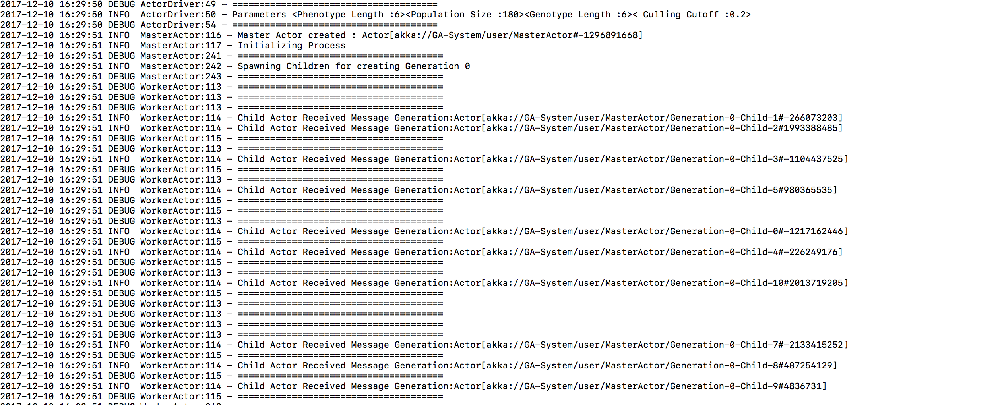 2017-12-10 16:29:50 DEBUG ActorDriver:49 - ======================================
2017-12-10 16:29:50 INFO  ActorDriver:50 - Parameters <Phenotype Length :6><Population Size :180><Genotype Length :6>< Culling Cutoff :0.2>
2017-12-10 16:29:50 DEBUG ActorDriver:54 - ======================================
2017-12-10 16:29:51 INFO  MasterActor:116 - Master Actor created : Actor[akka://GA-System/user/MasterActor#-1296891668]
2017-12-10 16:29:51 INFO  MasterActor:117 - Initializing Process
2017-12-10 16:29:51 DEBUG MasterActor:241 - ======================================
2017-12-10 16:29:51 INFO  MasterActor:242 - Spawning Children for creating Generation 0
2017-12-10 16:29:51 DEBUG MasterActor:243 - ======================================
2017-12-10 16:29:51 DEBUG WorkerActor:113 - ======================================
2017-12-10 16:29:51 DEBUG WorkerActor:113 - ======================================
2017-12-10 16:29:51 DEBUG WorkerActor:113 - ======================================
2017-12-10 16:29:51 INFO  WorkerActor:114 - Child Actor Received Message Generation:Actor[akka://GA-System/user/MasterActor/Generation-0-Child-1#-266073203]
2017-12-10 16:29:51 INFO  WorkerActor:114 - Child Actor Received Message Generation:Actor[akka://GA-System/user/MasterActor/Generation-0-Child-2#1993388485]
2017-12-10 16:29:51 DEBUG WorkerActor:115 - ======================================
2017-12-10 16:29:51 DEBUG WorkerActor:113 - ======================================
2017-12-10 16:29:51 INFO  WorkerActor:114 - Child Actor Received Message Generation:Actor[akka://GA-System/user/MasterActor/Generation-0-Child-3#-1104437525]
2017-12-10 16:29:51 DEBUG WorkerActor:115 - ======================================
2017-12-10 16:29:51 DEBUG WorkerActor:113 - ======================================
2017-12-10 16:29:51 INFO  WorkerActor:114 - Child Actor Received Message Generation:Actor[akka://GA-System/user/MasterActor/Generation-0-Child-5#980365535]
2017-12-10 16:29:51 DEBUG WorkerActor:115 - ======================================
2017-12-10 16:29:51 DEBUG WorkerActor:115 - ======================================
2017-12-10 16:29:51 DEBUG WorkerActor:113 - ======================================
2017-12-10 16:29:51 INFO  WorkerActor:114 - Child Actor Received Message Generation:Actor[akka://GA-System/user/MasterActor/Generation-0-Child-0#-1217162446]
2017-12-10 16:29:51 DEBUG WorkerActor:115 - ======================================
2017-12-10 16:29:51 INFO  WorkerActor:114 - Child Actor Received Message Generation:Actor[akka://GA-System/user/MasterActor/Generation-0-Child-4#-226249176]
2017-12-10 16:29:51 DEBUG WorkerActor:115 - ======================================
2017-12-10 16:29:51 DEBUG WorkerActor:113 - ======================================
2017-12-10 16:29:51 INFO  WorkerActor:114 - Child Actor Received Message Generation:Actor[akka://GA-System/user/MasterActor/Generation-0-Child-10#2013719205]
2017-12-10 16:29:51 DEBUG WorkerActor:115 - ======================================
2017-12-10 16:29:51 DEBUG WorkerActor:113 - ======================================
2017-12-10 16:29:51 DEBUG WorkerActor:113 - ======================================
2017-12-10 16:29:51 DEBUG WorkerActor:113 - ======================================
2017-12-10 16:29:51 DEBUG WorkerActor:113 - ======================================
2017-12-10 16:29:51 INFO  WorkerActor:114 - Child Actor Received Message Generation:Actor[akka://GA-System/user/MasterActor/Generation-0-Child-7#-2133415252]
2017-12-10 16:29:51 DEBUG WorkerActor:115 - ======================================
2017-12-10 16:29:51 INFO  WorkerActor:114 - Child Actor Received Message Generation:Actor[akka://GA-System/user/MasterActor/Generation-0-Child-8#487254129]
2017-12-10 16:29:51 DEBUG WorkerActor:115 - ======================================
2017-12-10 16:29:51 INFO  WorkerActor:114 - Child Actor Received Message Generation:Actor[akka://GA-System/user/MasterActor/Generation-0-Child-9#4836731]
2017-12-10 16:29:51 DEBUG WorkerActor:115 - ======================================